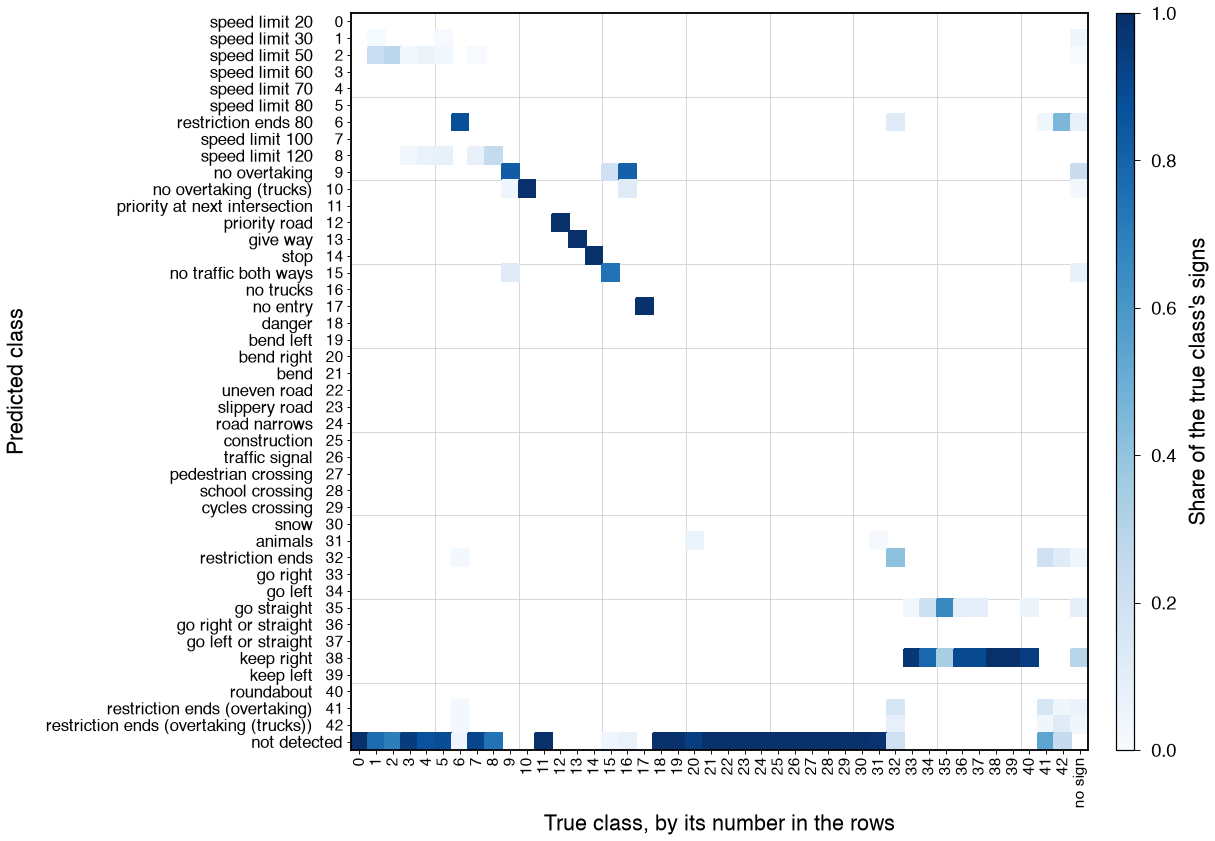 speed limit 20 0
speed limit 30 1
speed limit 50 2
speed limit 60 3
speed limit 70 4
speed limit 80 5
restriction ends 80 6
speed limit 100 7
speed limit 120 8
no overtaking 9
no overtaking (trucks) 10
priority at next intersection 11
priority road 12
give way 13
stop 14
no traffic both ways 15
no trucks 16
no entry 17
danger 18
bend left 19
bend right 20
bend 21
uneven road 22
slippery road 23
road narrows 24
construction 25
traffic signal 26
pedestrian crossing 27
school crossing 28
cycles crossing 29
snow 30
animals 31
restriction ends 32
go right 33
go left 34
go straight 35
go right or straight 36
go left or straight 37
keep right 38
keep left 39
roundabout 40
restriction ends (overtaking) 41
restriction ends (overtaking (trucks)) 42
not detected
Predicted class
0 1 2 3 4 5 6 7 8 9 10 11 12 13 14 15 16 17 18 19 20 21 22 23 24 25 26 27 28 29 30 31 32 33 34 35 36 37 38 39 40 41 42 no sign
True class, by its number in the rows
1.0
0.8
0.6
0.4
0.2
0.0
Share of the true class's signs